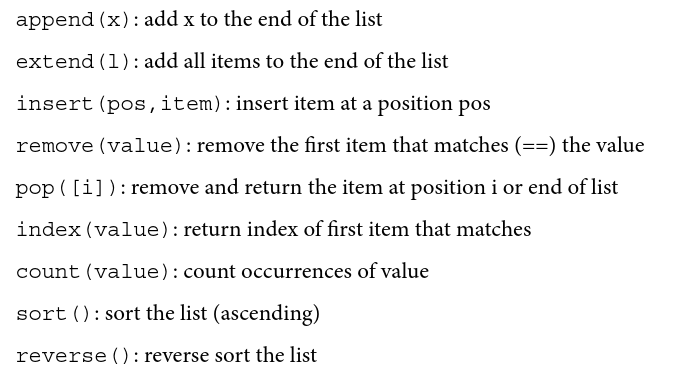 append(x): add x to the end of the list
extend(l): add all items to the end of the list
insert(pos,item): insert item at a position pos
remove(value): remove the first item that matches (==) the value
pop([i]): remove and return the item at position i or end of list
index(value): return index of first item that matches
count(value): count occurrences of value
sort(): sort the list (ascending)
reverse(): reverse sort the list